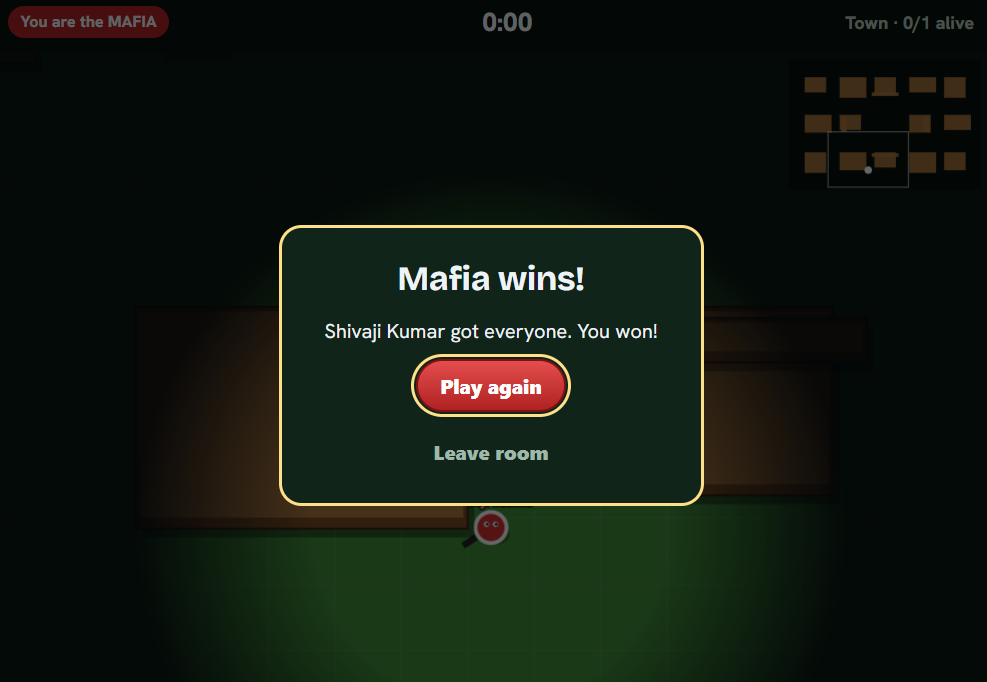 You are the MAFIA
0:00
Town · 0/1 alive
Mafia wins!
Shivaji Kumar got everyone. You won!
Play again
Leave room